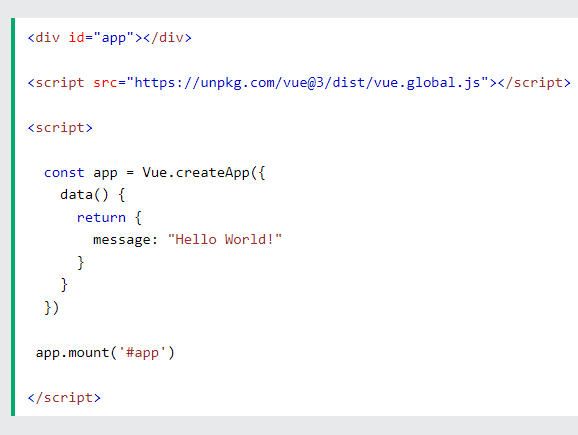 <div id="app"></div>
<script src="https://unpkg.com/vue@3/dist/vue.global.js"></script>
<script>
const app = Vue.createApp({
data() {
return {
message: "Hello World!"
}
}
})
app.mount('#app')
</script>